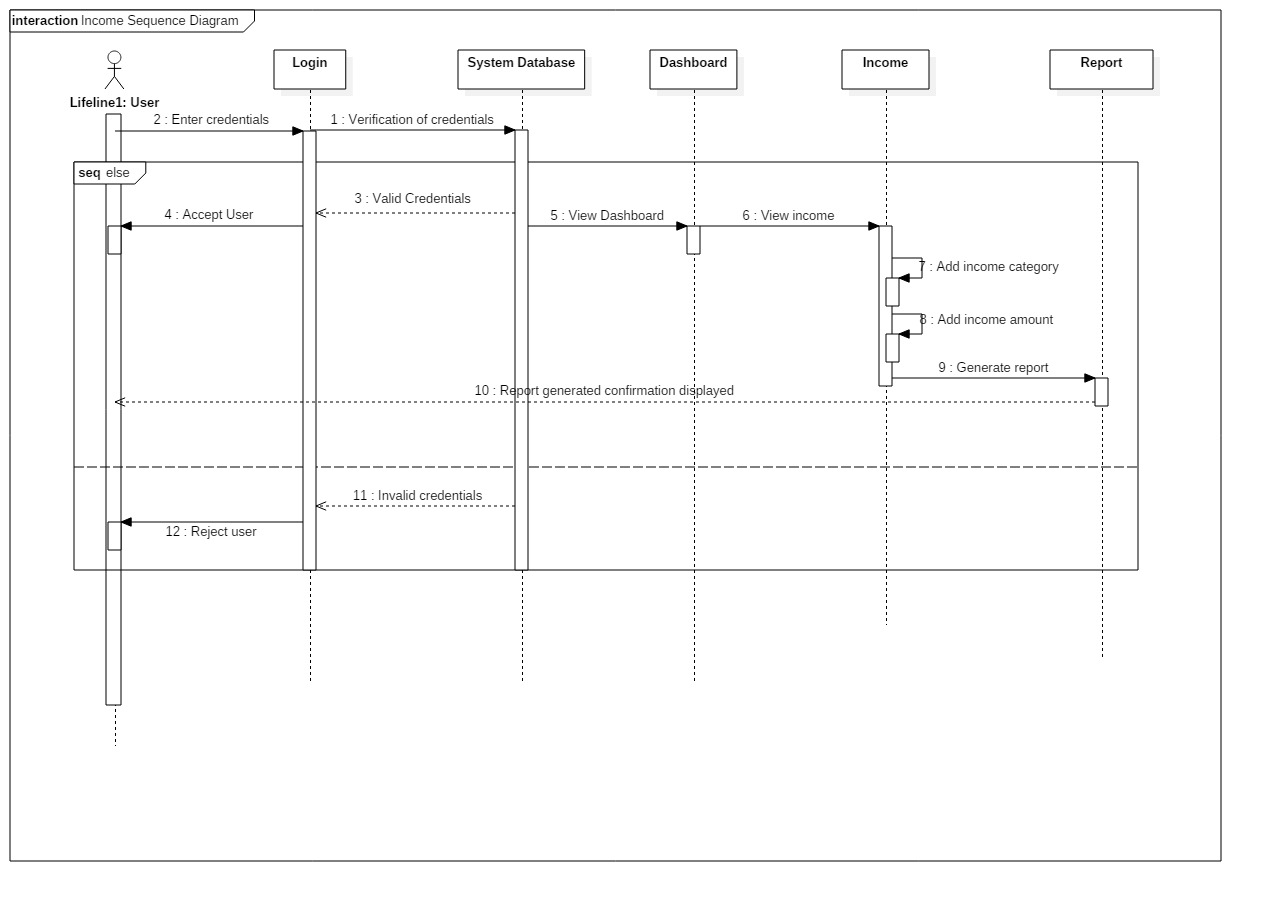 interaction Income Sequence Diagram
Login
System Database
Dashboard
Income
Report
Lifeline1: User
2 : Enter credentials
1 : Verification of credentials
seq else
3 : Valid Credentials
4 : Accept User
5 : View Dashboard
6 : View income
7 : Add income category
8 : Add income amount
9 : Generate report
10 : Report generated confirmation displayed
11 : Invalid credentials
12 : Reject user